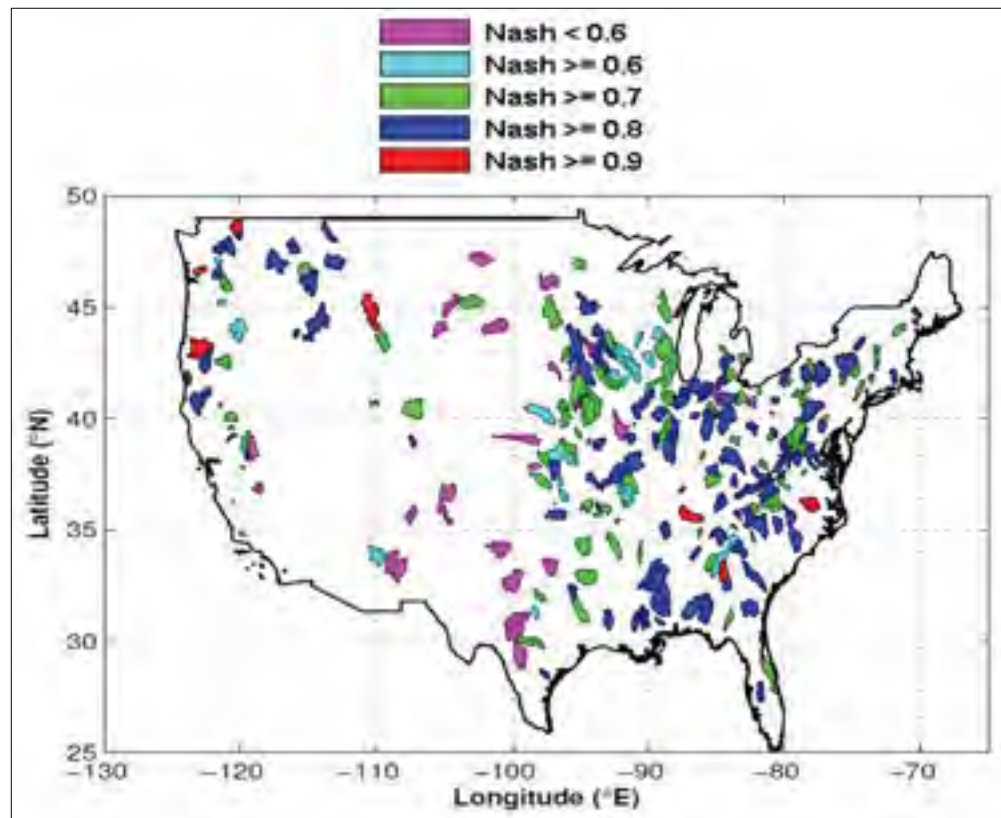 Nash < 0.6
Nash >= 0.6
Nash >= 0.7
Nash >= 0.8
Nash >= 0.9
50
45
40
35
30
25
Latitude (°N)
−130
−120
−110
−100
−90
−80
−70
Longitude (°E)